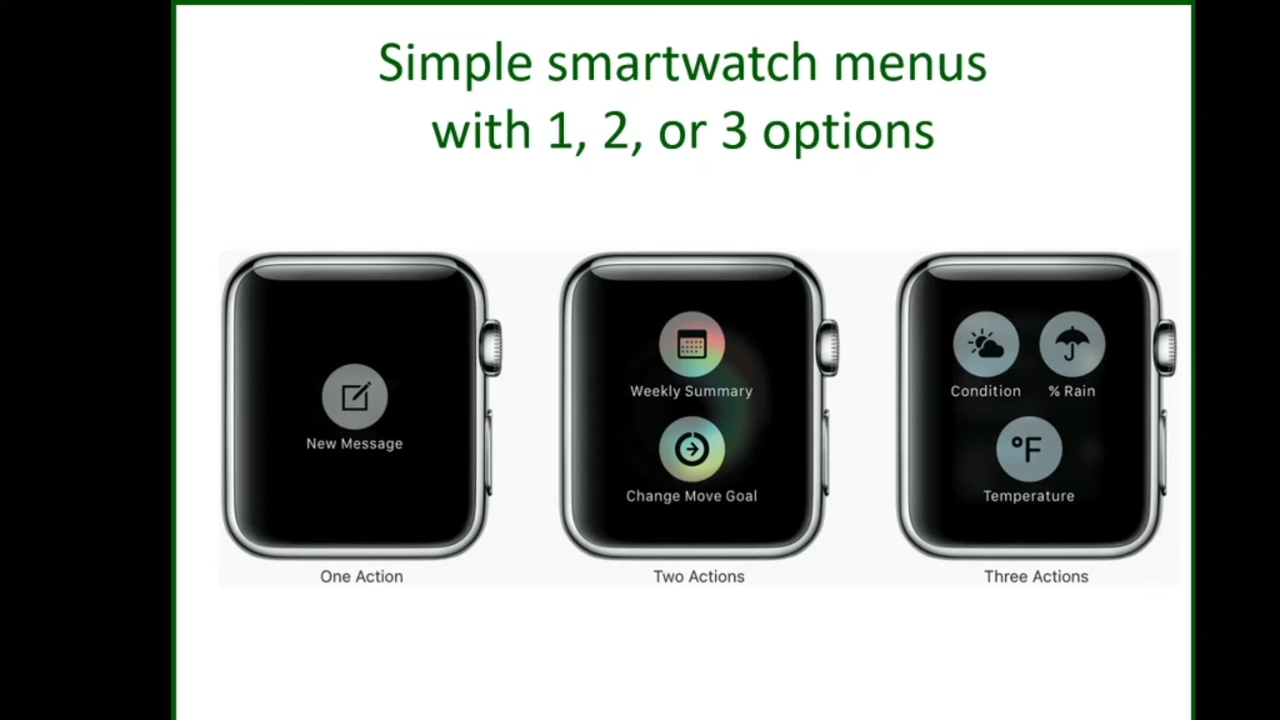 Simple smartwatch menus
with 1, 2, or 3 options
New Message
Weekly Summary
Change Move Goal
Condition
% Rain
°F
Temperature
One Action
Two Actions
Three Actions